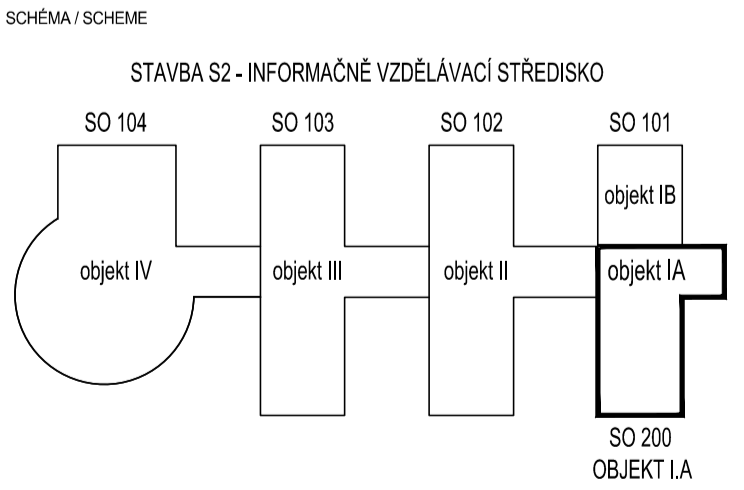 SCHÉMA / SCHEME
STAVBA S2 - INFORMAČNĚ VZDĚLÁVACÍ STŘEDISKO
SO 104
SO 103
SO 102
SO 101
objekt IB
objekt IV
objekt III
objekt II
objekt IA
SO 200
OBJEKT I.A